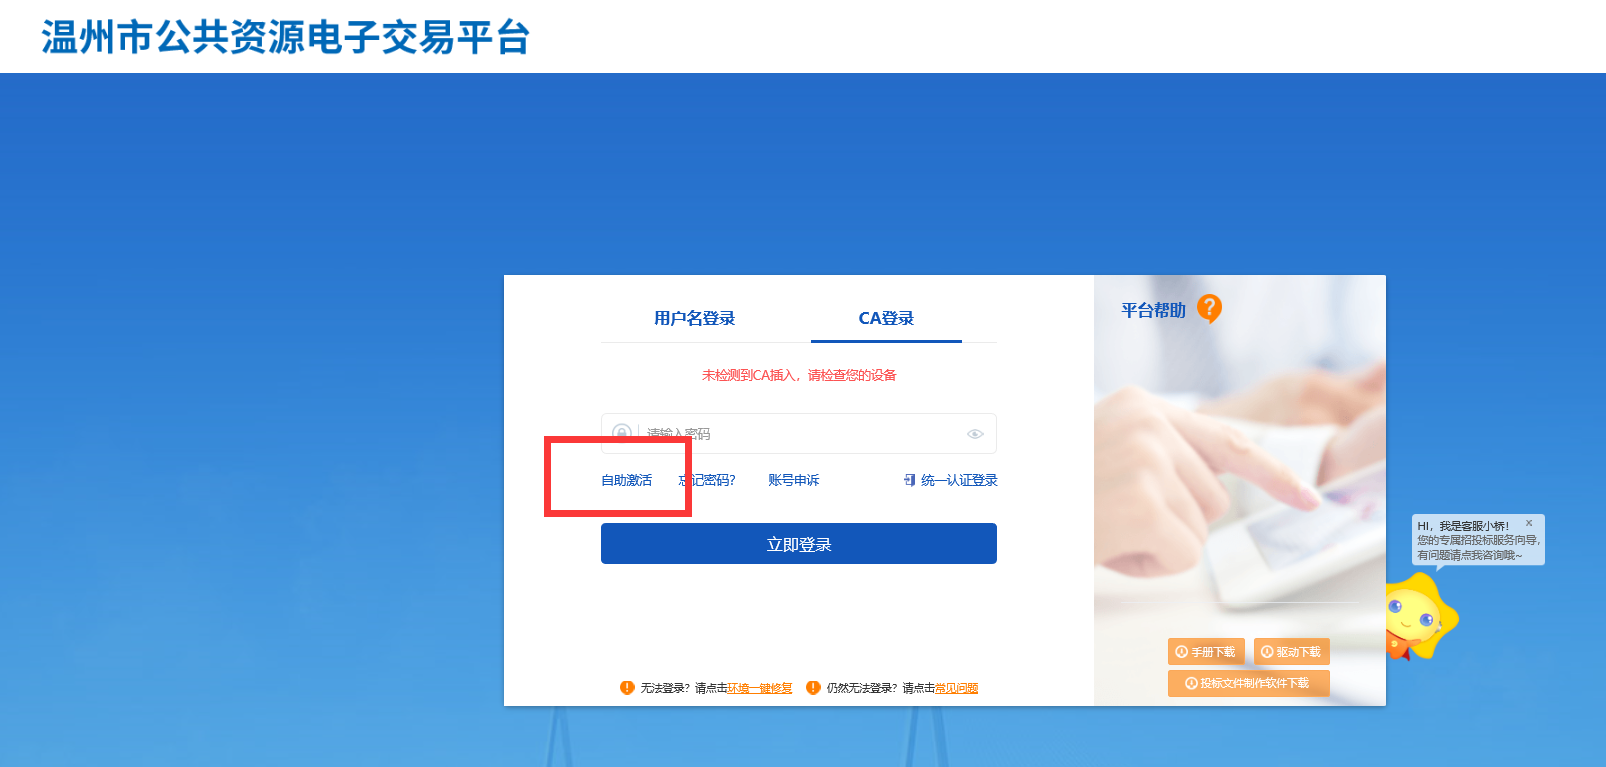 温州市公共资源电子交易平台
用户名登录
CA登录
平台帮助
未检测到CA插入，请检查您的设备
请输入密码
自助激活
忘记密码?
账号申诉
统一认证登录
立即登录
HI，我是客服小桥！
×
您的专属招投标服务向导，
有问题请点我咨询哦~
手册下载
驱动下载
投标文件制作软件下载
无法登录？请点击环境一键修复
仍然无法登录？请点击常见问题